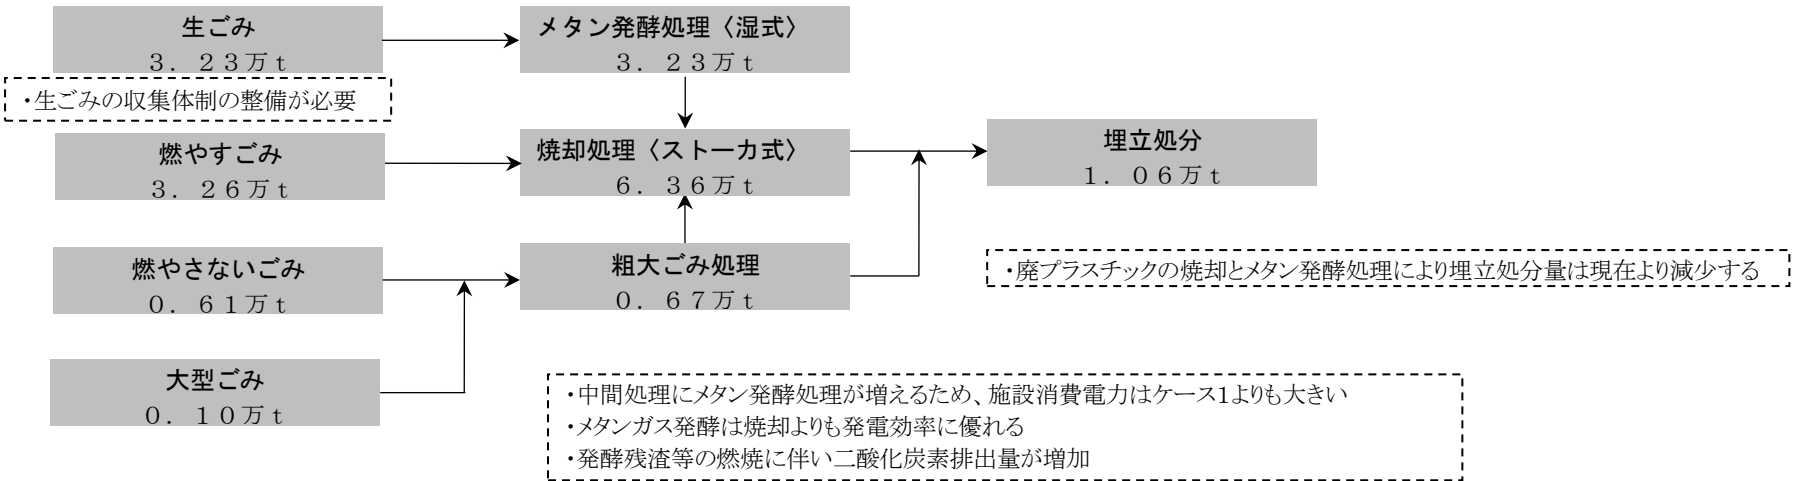 生ごみ
３．２３万ｔ
メタン発酵処理〈湿式〉
３．２３万ｔ
・生ごみの収集体制の整備が必要
燃やすごみ
３．２６万ｔ
焼却処理〈ストーカ式〉
６．３６万ｔ
埋立処分
１．０６万ｔ
燃やさないごみ
０．６１万ｔ
粗大ごみ処理
０．６７万ｔ
・廃プラスチックの焼却とメタン発酵処理により埋立処分量は現在より減少する
大型ごみ
０．１０万ｔ
・中間処理にメタン発酵処理が増えるため、施設消費電力はケース1よりも大きい
・メタンガス発酵は焼却よりも発電効率に優れる
・発酵残渣等の燃焼に伴い二酸化炭素排出量が増加